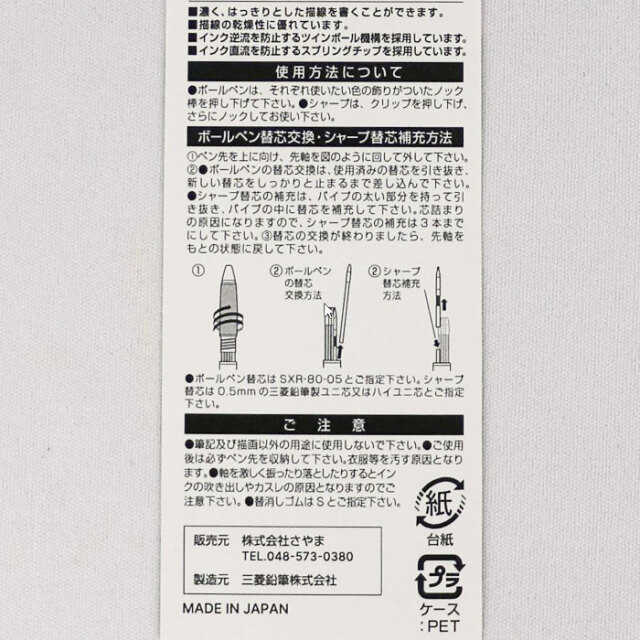 ■濃く、はっきりとした描線を書くことができます。
■描線の乾燥性に優れています。
■インク逆流を防止するツインボール機構を採用しています。
■インク直流を防止するスプリングチップを採用しています。
使用方法について
●ボールペンは、それぞれ使いたい色の飾りがついたノック
棒を押し下げて下さい。●シャープは、クリップを押し下げ、
さらにノックしてお使い下さい。
ボールペン替芯交換・シャープ替芯補充方法
①ペン先を上に向け、先軸を図のように回して外して下さい。
②●ボールペンの替芯交換は、使用済みの替芯を引き抜き、
新しい替芯をしっかりと止まるまで差し込んで下さい。
●シャープ替芯の補充は、パイプの太い部分を持って引
き抜き、パイプの中に替芯を補充して下さい。芯詰まり
の原因になりますので、シャープ替芯の補充は3本まで
にして下さい。③替芯の交換が終わりましたら、先軸を
もとの状態に戻して下さい。
① ②ボールペン の替芯 交換方法 ②シャープ 替芯補充 方法
●ボールペン替芯は SXR-80-05とご指定下さい。シャープ
替芯は0.5mmの三菱鉛筆製ユニ芯又はハイユニ芯とご指
定下さい。
ご注意
●筆記及び描画以外の用途に使用しないで下さい。●ご使用
後は必ずペン先を収納して下さい。衣服等を汚す原因となり
ます。●軸を激しく振ったり落としたりするとイン
クの吹き出しやカスレの原因となりますのでご
注意下さい。●替消しゴムはSとご指定下さい。
紙
台紙
販売元 株式会社さやま
TEL.048-573-0380
製造元 三菱鉛筆株式会社
MADE IN JAPAN
プラ
ケース
:PET